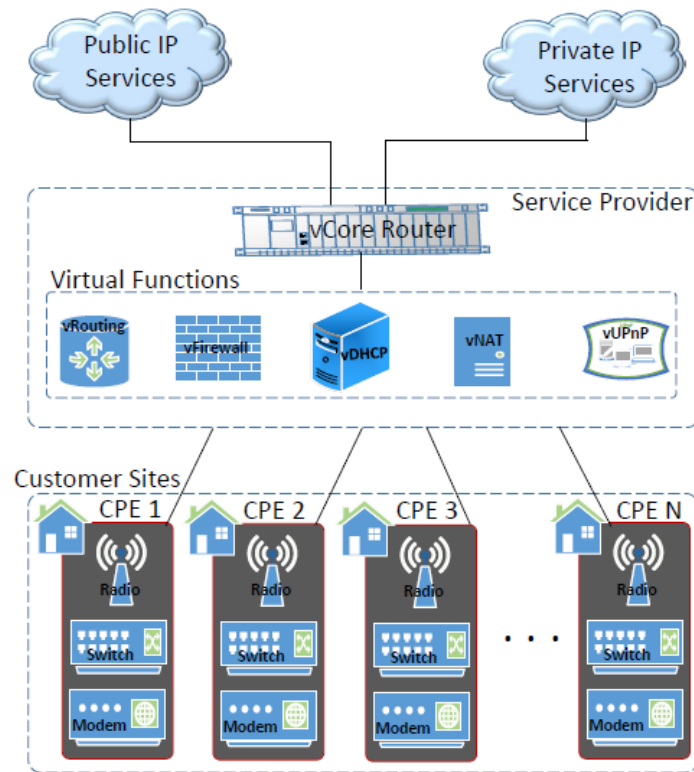 Public IP
Services
Private IP
Services
Service Provider
vCore Router
Virtual Functions
vRouting
vFirewall
vDHCP
vNAT
vUPnP
Customer Sites
CPE 1
CPE 2
CPE 3
CPE N
Radio
Radio
Radio
Radio
. . .
Switch
Switch
Switch
Switch
Modem
Modem
Modem
Modem